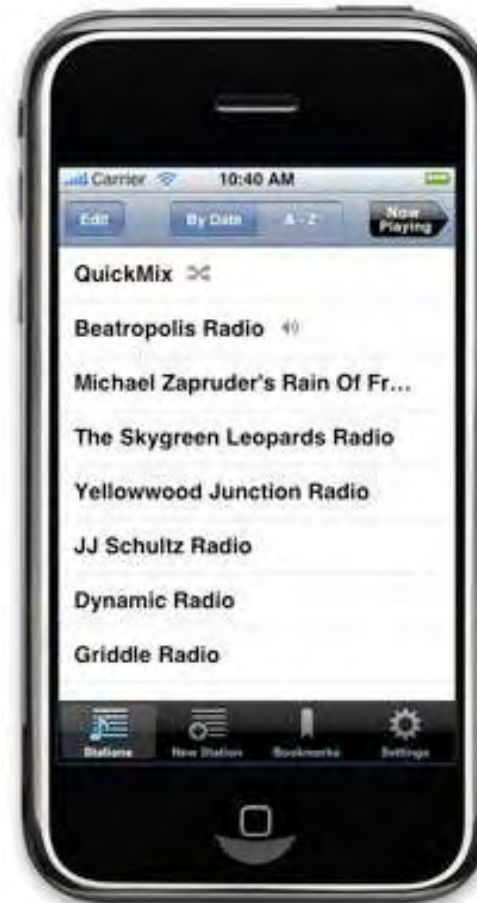 Carrier 10:40 AM
Edit By Date A - Z Now Playing
QuickMix
Beatropolis Radio
Michael Zapruder's Rain Of Fr...
The Skygreen Leopards Radio
Yellowwood Junction Radio
JJ Schultz Radio
Dynamic Radio
Griddle Radio
Stations New Station Bookmarks Settings